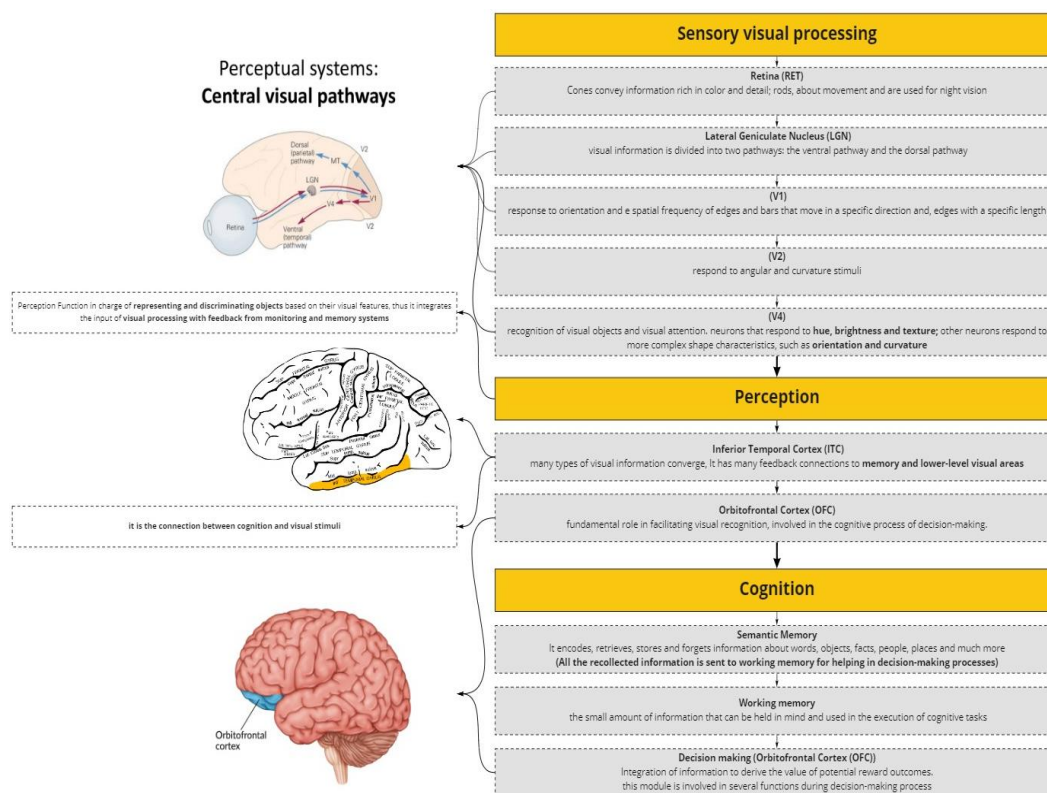 Sensory visual processing
Perceptual systems:
Central visual pathways
Dorsal
(parietal)
pathway
MT
V2
LGN
V1
V4
Retina
Ventral
(temporal)
pathway
V2
Retina (RET)
Cones convey information rich in color and detail; rods, about movement and are used for night vision
Lateral Geniculate Nucleus (LGN)
visual information is divided into two pathways: the ventral pathway and the dorsal pathway
(V1)
response to orientation and e spatial frequency of edges and bars that move in a specific direction and, edges with a specific length
(V2)
respond to angular and curvature stimuli
(V4)
recognition of visual objects and visual attention. neurons that respond to hue, brightness and texture; other neurons respond to
more complex shape characteristics, such as orientation and curvature
Perception Function in charge of representing and discriminating objects based on their visual features, thus it integrates
the input of visual processing with feedback from monitoring and memory systems
Perception
Inferior Temporal Cortex (ITC)
many types of visual information converge, It has many feedback connections to memory and lower-level visual areas
Orbitofrontal Cortex (OFC)
fundamental role in facilitating visual recognition, involved in the cognitive process of decision-making.
it is the connection between cognition and visual stimuli
Cognition
Semantic Memory
It encodes, retrieves, stores and forgets information about words, objects, facts, people, places and much more
(All the recollected information is sent to working memory for helping in decision-making processes)
Working memory
the small amount of information that can be held in mind and used in the execution of cognitive tasks
Decision making (Orbitofrontal Cortex (OFC))
Integration of information to derive the value of potential reward outcomes.
this module is involved in several functions during decision-making process
Orbitofrontal
cortex